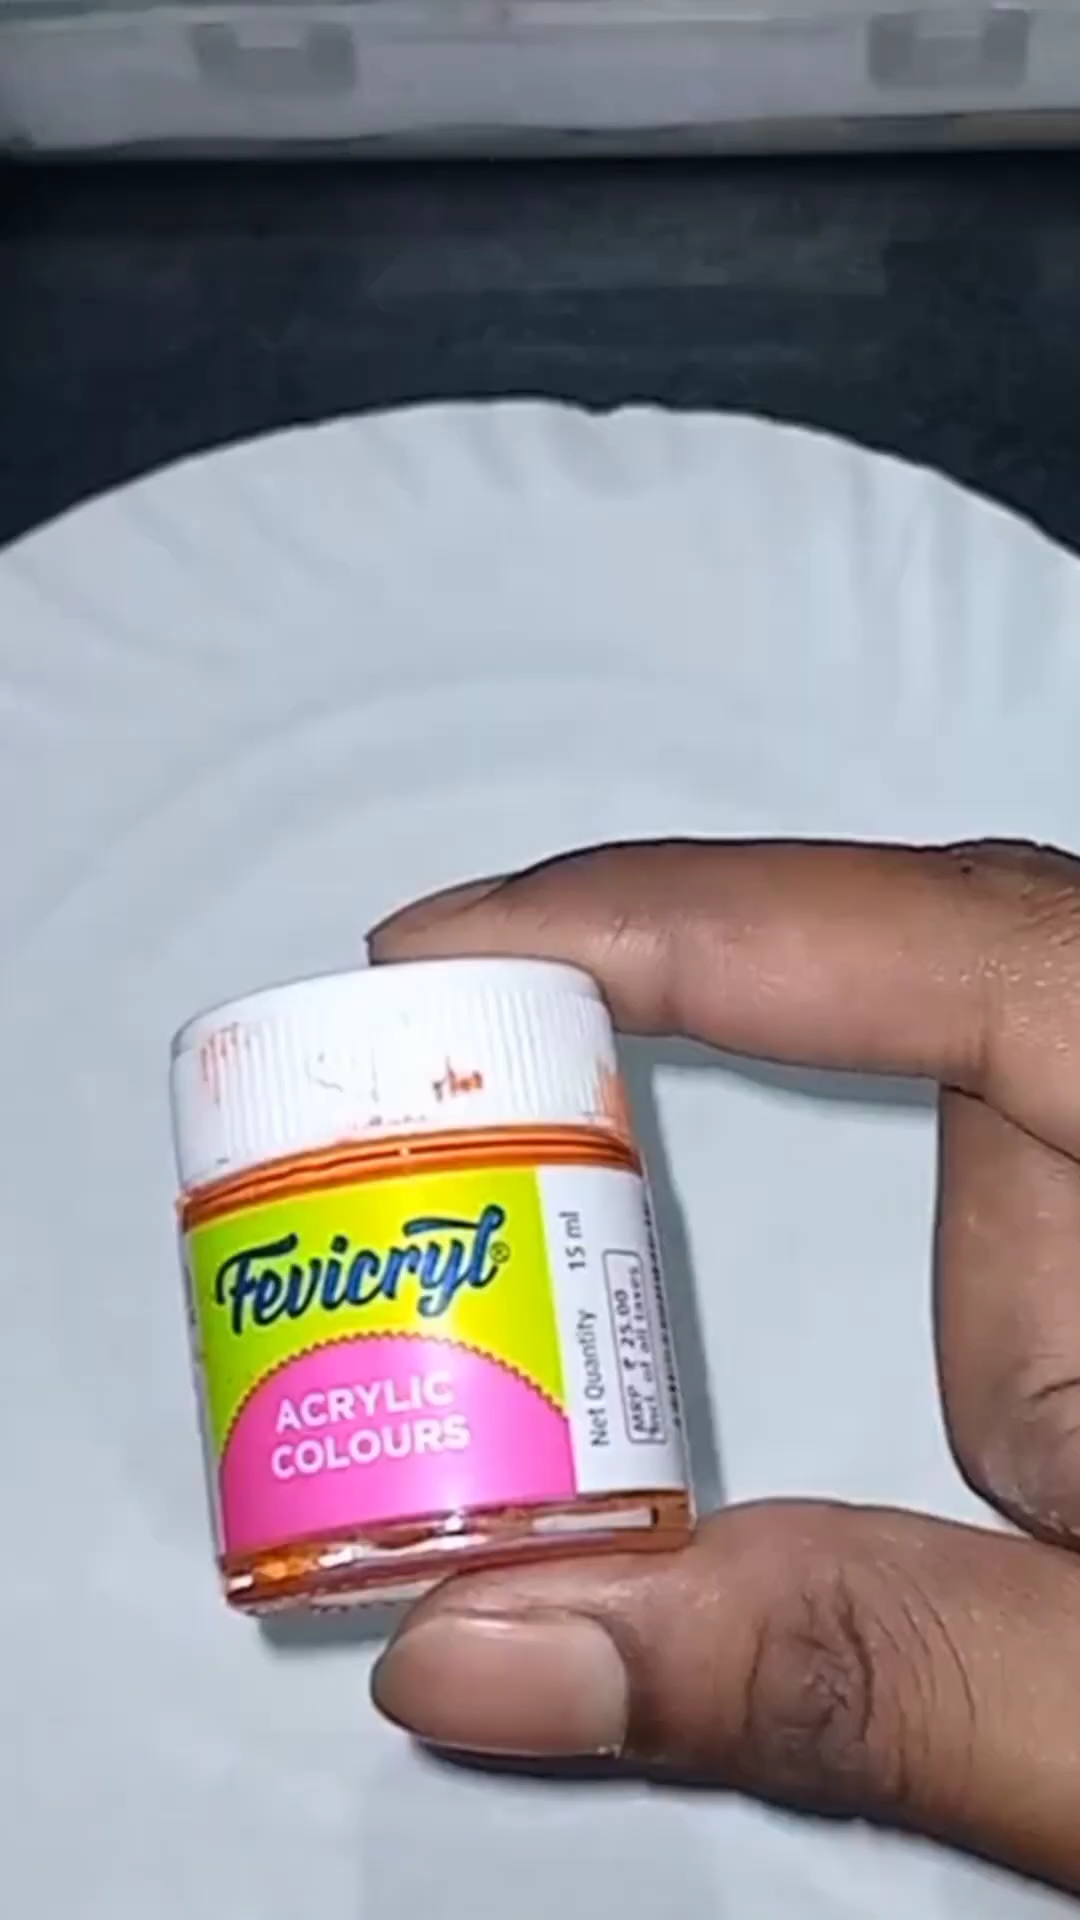 Fevicryl®
ACRYLIC
COLOURS
Net Quantity 15 ml
MRP ₹ 25.00
Incl. of all taxes